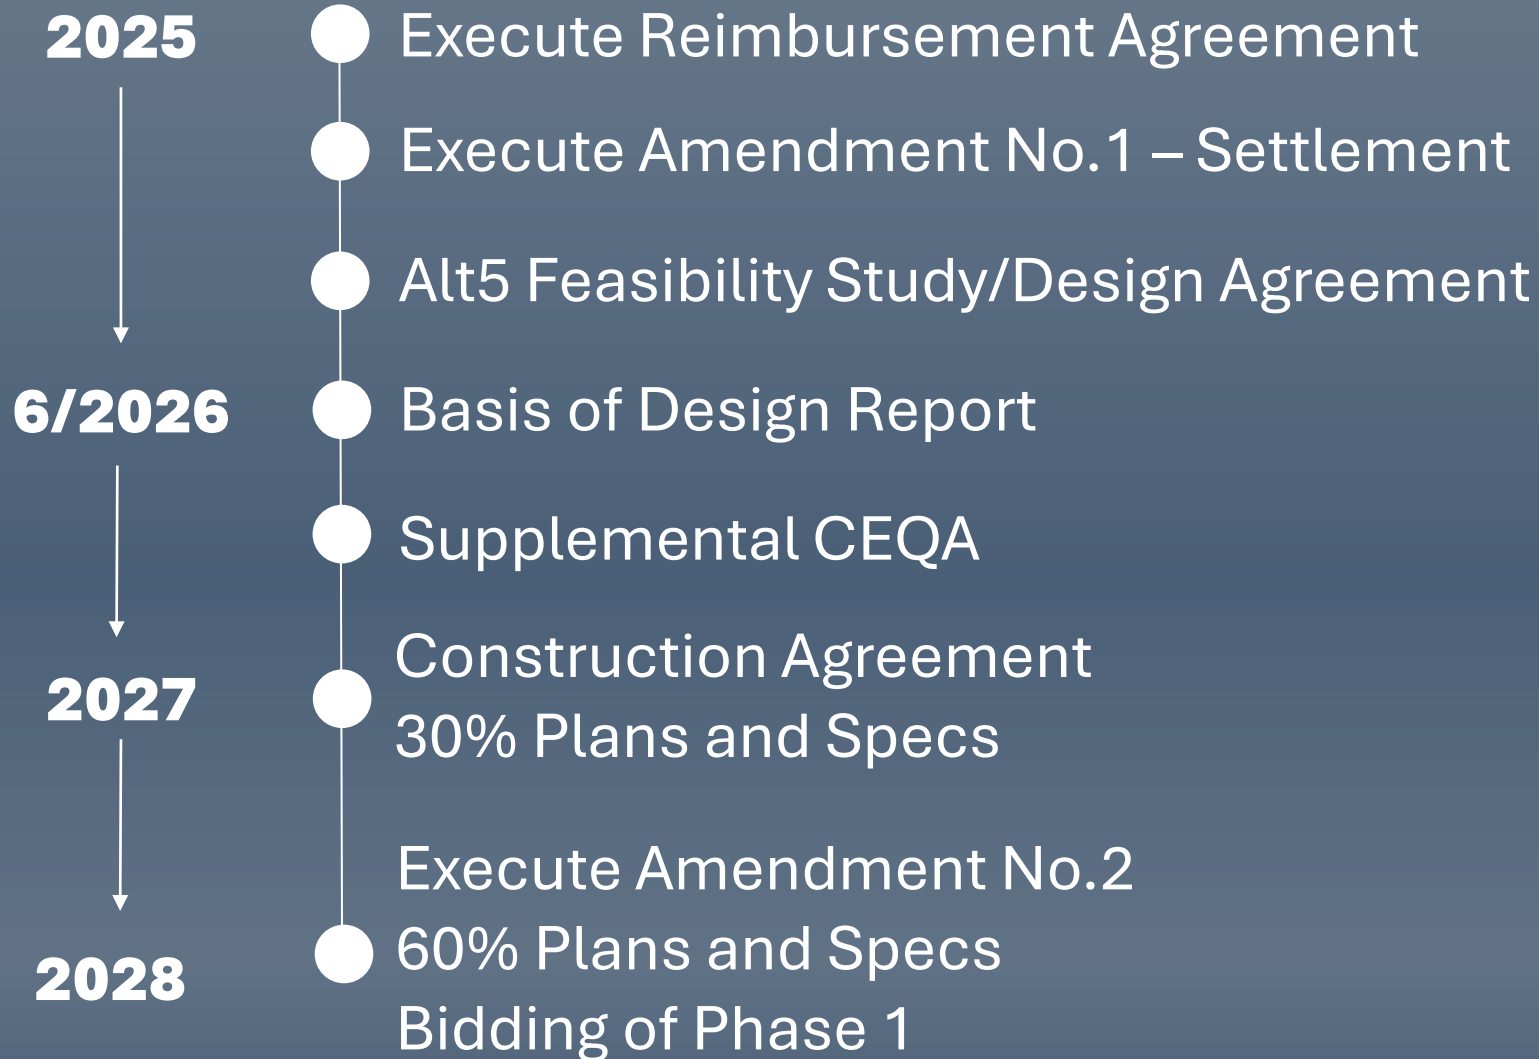 2025
Execute Reimbursement Agreement
Execute Amendment No.1 – Settlement
Alt5 Feasibility Study/Design Agreement
6/2026
Basis of Design Report
Supplemental CEQA
2027
Construction Agreement
30% Plans and Specs
2028
Execute Amendment No.2
60% Plans and Specs
Bidding of Phase 1